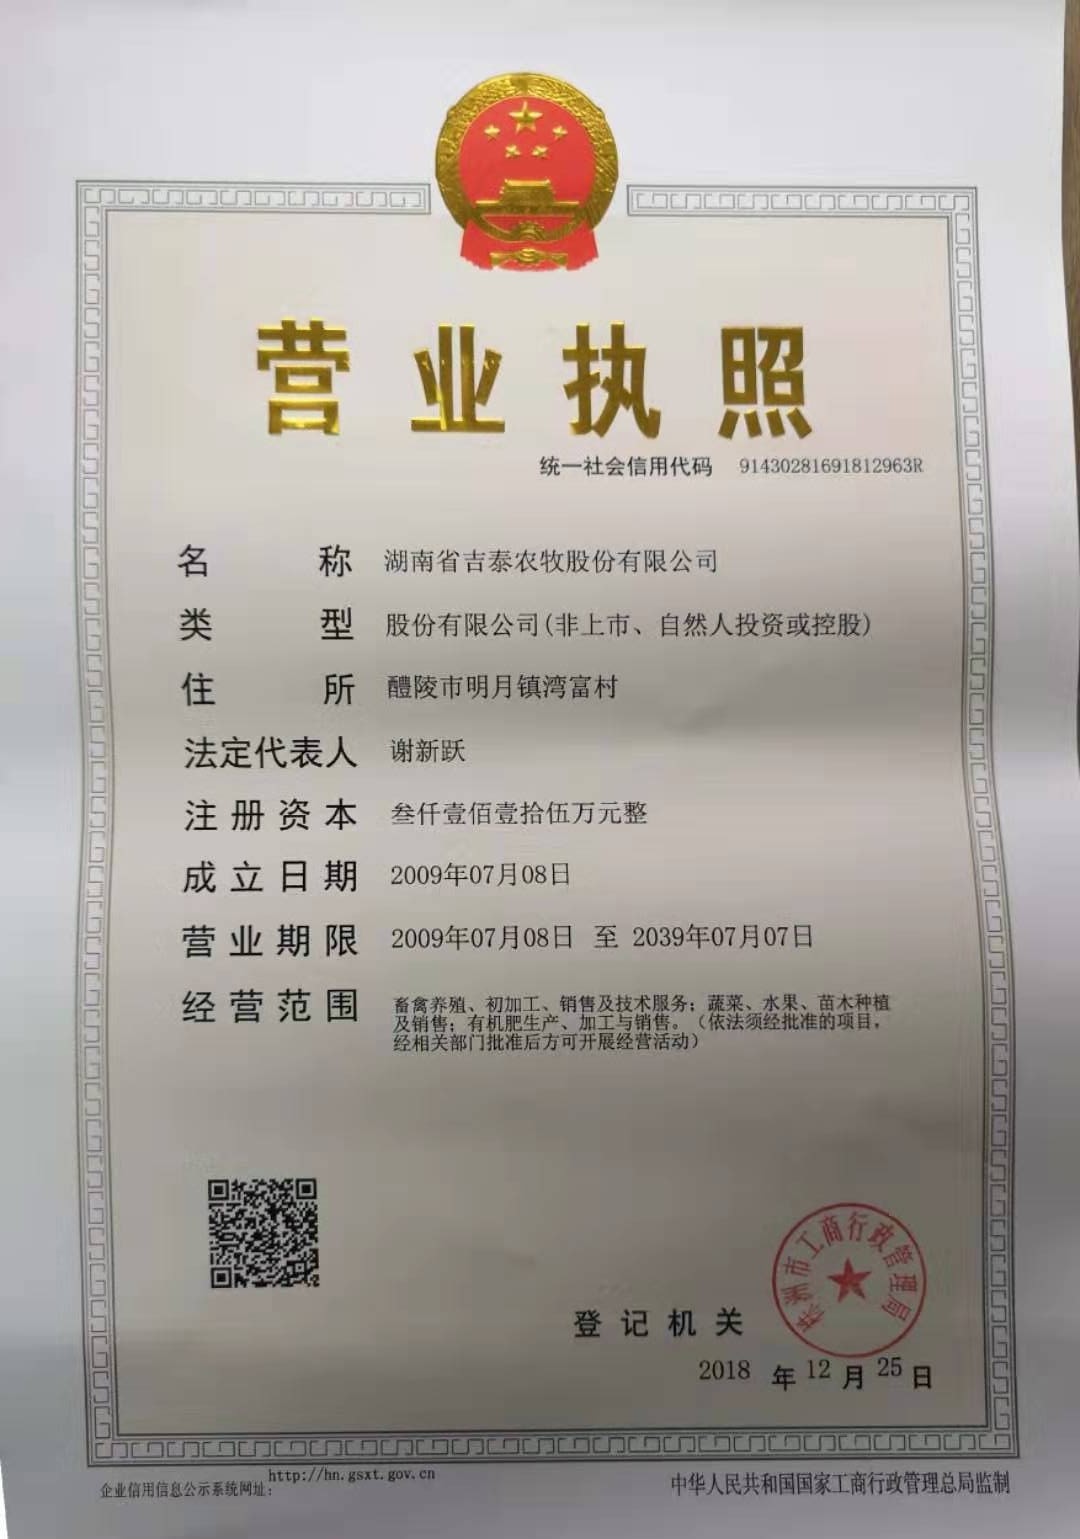 营业执照
统一社会信用代码 91430281691812963R
名称 湖南省吉泰农牧股份有限公司
类型 股份有限公司(非上市、自然人投资或控股)
住所 醴陵市明月镇湾富村
法定代表人 谢新跃
注册资本 叁仟壹佰壹拾伍万元整
成立日期 2009年07月08日
营业期限 2009年07月08日 至 2039年07月07日
经营范围 畜禽养殖、初加工、销售及技术服务；蔬菜、水果、苗木种植
及销售；有机肥生产、加工与销售。（依法须经批准的项目，
经相关部门批准后方可开展经营活动）
株洲市工商行政管理局
登记机关
2018 年 12 月 25 日
企业信用信息公示系统网址：http://hn.gsxt.gov.cn
中华人民共和国国家工商行政管理总局监制